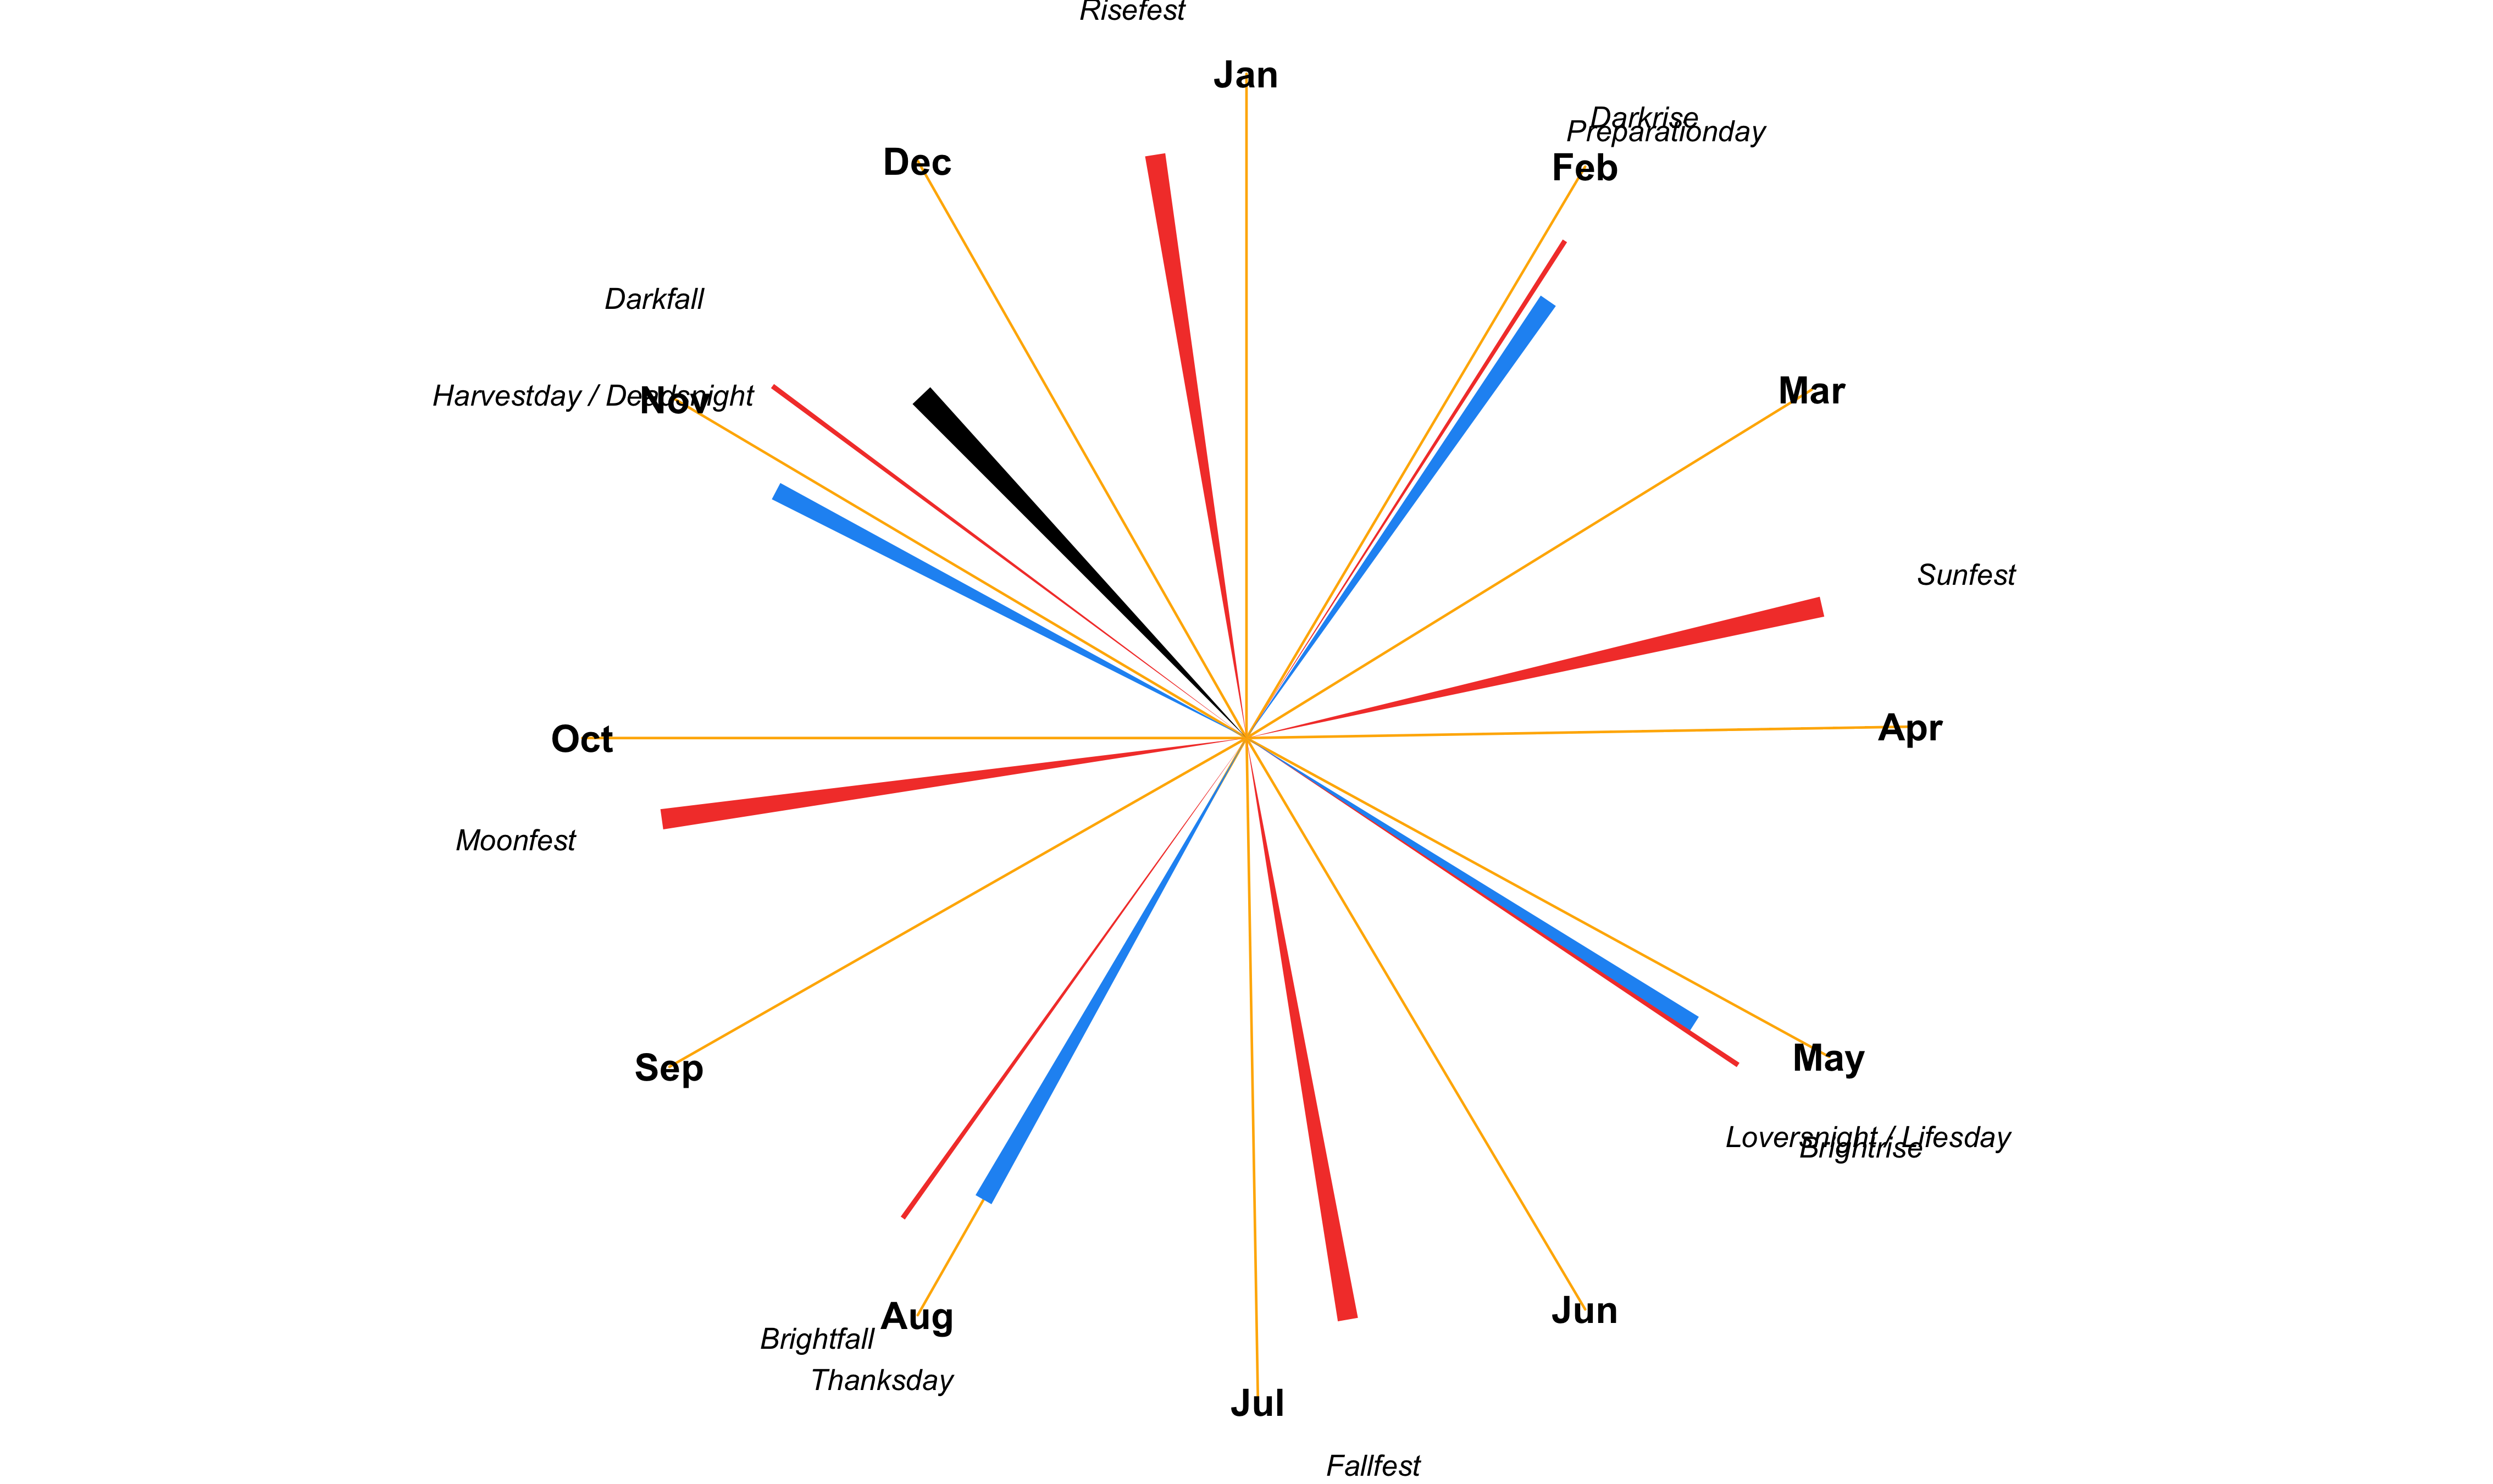 Risefest
Jan
Darkrise
Preparationday
Dec
Feb
Darkfall
Harvestday / Deadsnight
Nov
Mar
Sunfest
Oct
Apr
Moonfest
Sep
May
Loversnight / Lifesday
Brightrise
Aug
Jun
Brightfall
Thanksday
Jul
Fallfest